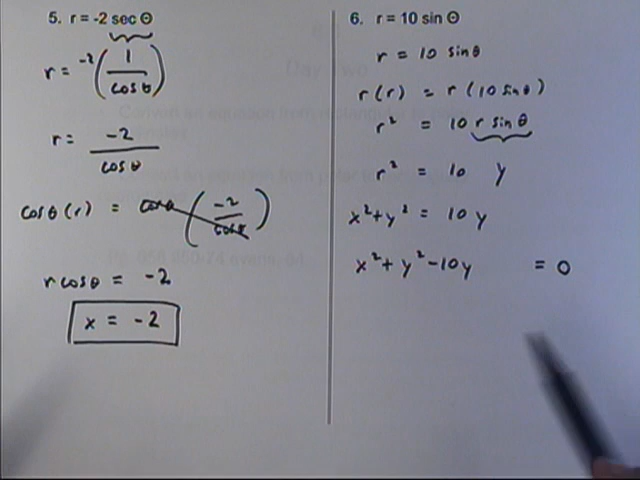 5. r = -2 sec Θ
r = -2 ( 1 / cos θ )
r = -2 / cos θ
cos θ (r) = cos θ ( -2 / cos θ )
r cos θ = -2
x = -2
6. r = 10 sin Θ
r = 10 sin θ
r (r) = r (10 sin θ)
r² = 10 r sin θ
r² = 10 y
x² + y² = 10 y
x² + y² - 10y = 0